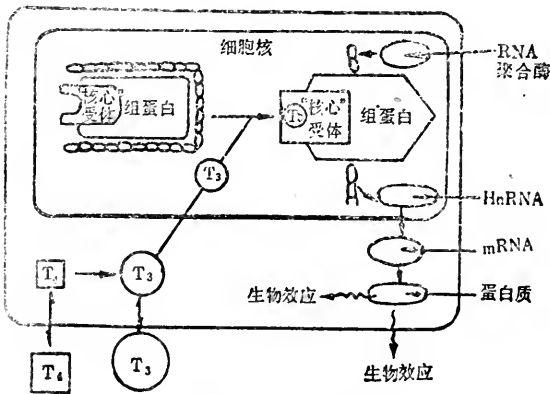 细胞核
RNA
聚合酶
"核心"
受体
组蛋白
T₃
"核心"
受体
组蛋白
T₃
HnRNA
mRNA
T₃
生物效应
蛋白质
T₄
T₃
生物效应